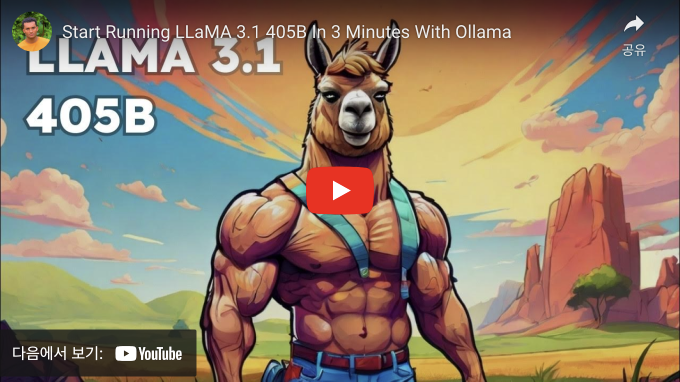 Start Running LLaMA 3.1 405B In 3 Minutes With Ollama
공유
LLAMA 3.1
405B
다음에서 보기: YouTube